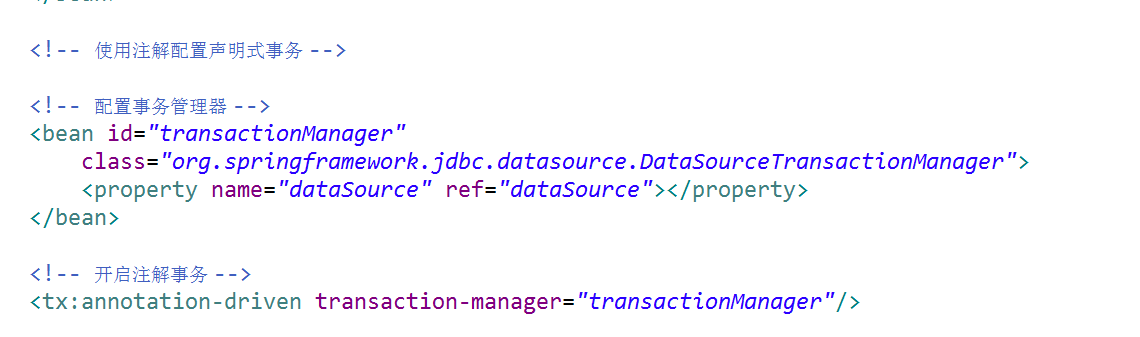 <!-- 使用注解配置声明式事务 -->
<!-- 配置事务管理器 -->
<bean id="transactionManager"
class="org.springframework.jdbc.datasource.DataSourceTransactionManager">
<property name="dataSource" ref="dataSource"></property>
</bean>
<!-- 开启注解事务 -->
<tx:annotation-driven transaction-manager="transactionManager"/>